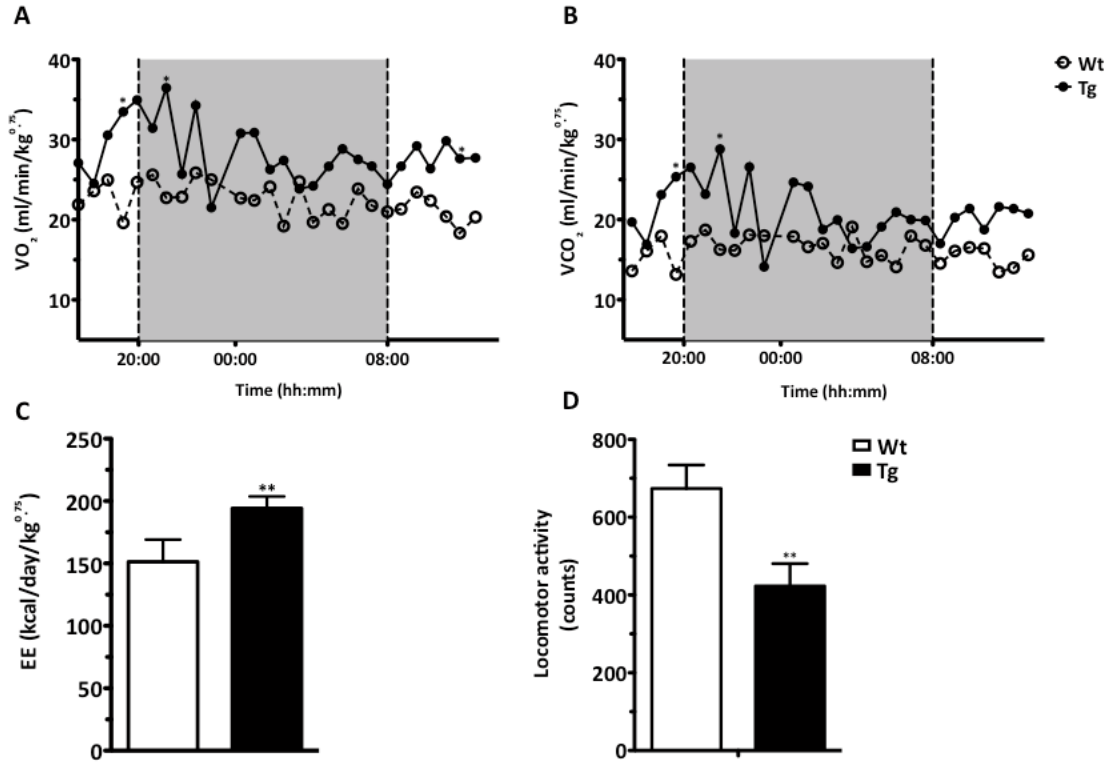 A
B
40
30
20
10
VO₂ (ml/min/kg⁰·⁷⁵)
*
*
*
20:00
00:00
08:00
Time (hh:mm)
40
30
20
10
VCO₂ (ml/min/kg⁰·⁷⁵)
*
*
20:00
00:00
08:00
Time (hh:mm)
Wt
Tg
C
D
250
200
150
100
50
0
EE (kcal/day/kg⁰·⁷⁵)
**
800
600
400
200
0
Locomotor activity
(counts)
**
Wt
Tg